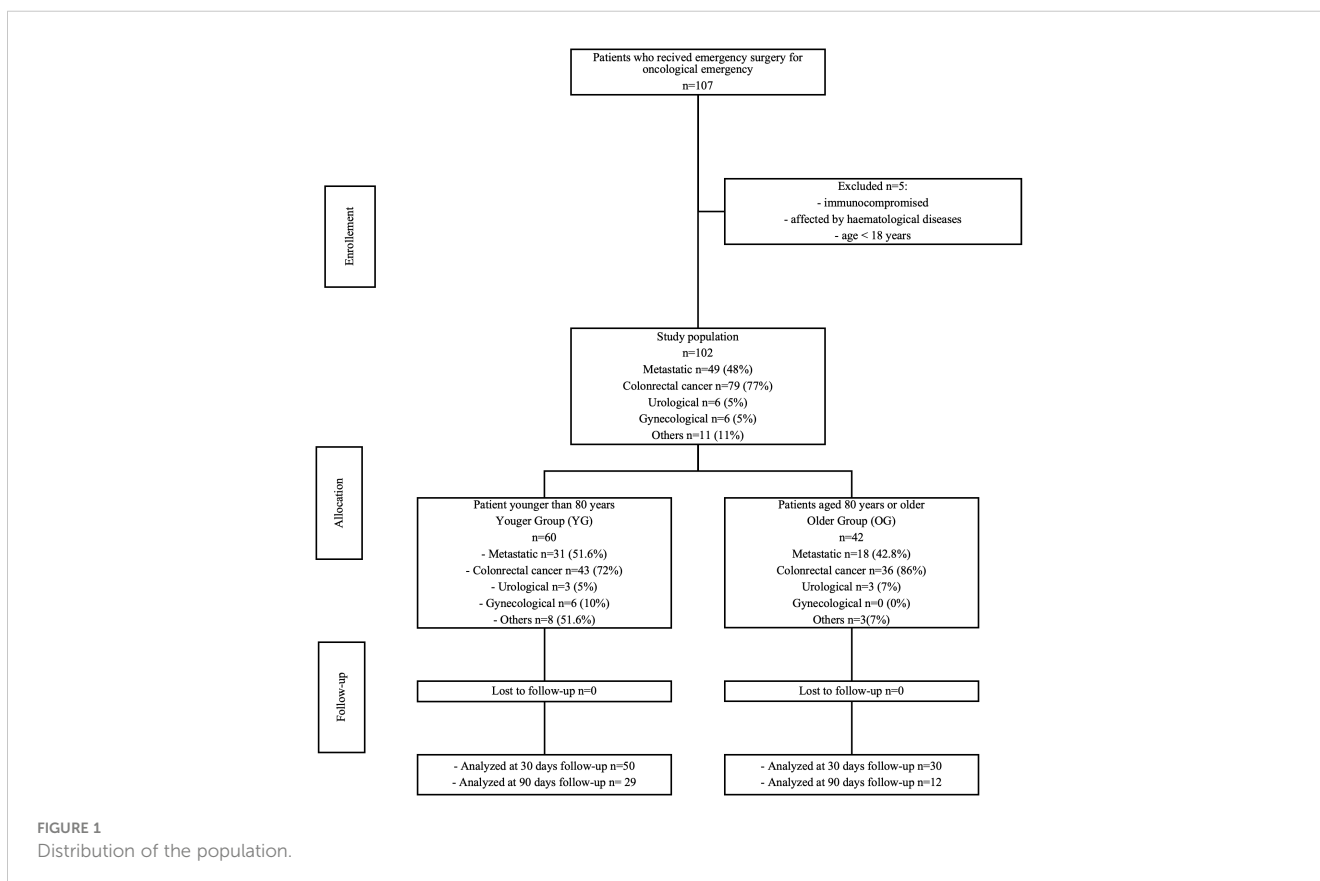 Patients who recived emergency surgery for
oncological emergency
n=107
Enrollement
Excluded n=5:
- immunocompromised
- affected by haematological diseases
- age < 18 years
Study population
n=102
Metastatic n=49 (48%)
Colonrectal cancer n=79 (77%)
Urological n=6 (5%)
Gynecological n=6 (5%)
Others n=11 (11%)
Allocation
Patient younger than 80 years
Youger Group (YG)
n=60
- Metastatic n=31 (51.6%)
- Colonrectal cancer n=43 (72%)
- Urological n=3 (5%)
- Gynecological n=6 (10%)
- Others n=8 (51.6%)
Patients aged 80 years or older
Older Group (OG)
n=42
Metastatic n=18 (42.8%)
Colonrectal cancer n=36 (86%)
Urological n=3 (7%)
Gynecological n=0 (0%)
Others n=3(7%)
Follow-up
Lost to follow-up n=0
Lost to follow-up n=0
- Analyzed at 30 days follow-up n=50
- Analyzed at 90 days follow-up n= 29
- Analyzed at 30 days follow-up n=30
- Analyzed at 90 days follow-up n=12
FIGURE 1
Distribution of the population.